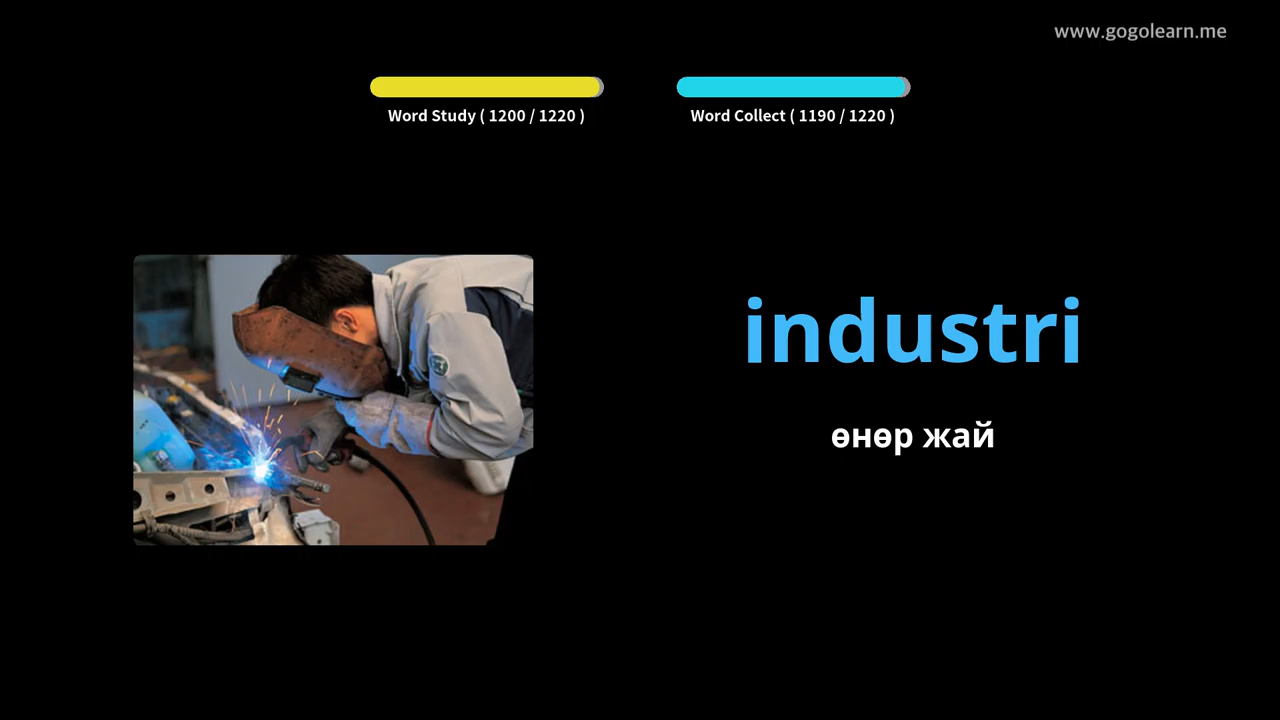 www.gogolearn.me
Word Study ( 1200 / 1220 )
Word Collect ( 1190 / 1220 )
industri
өнөр жай